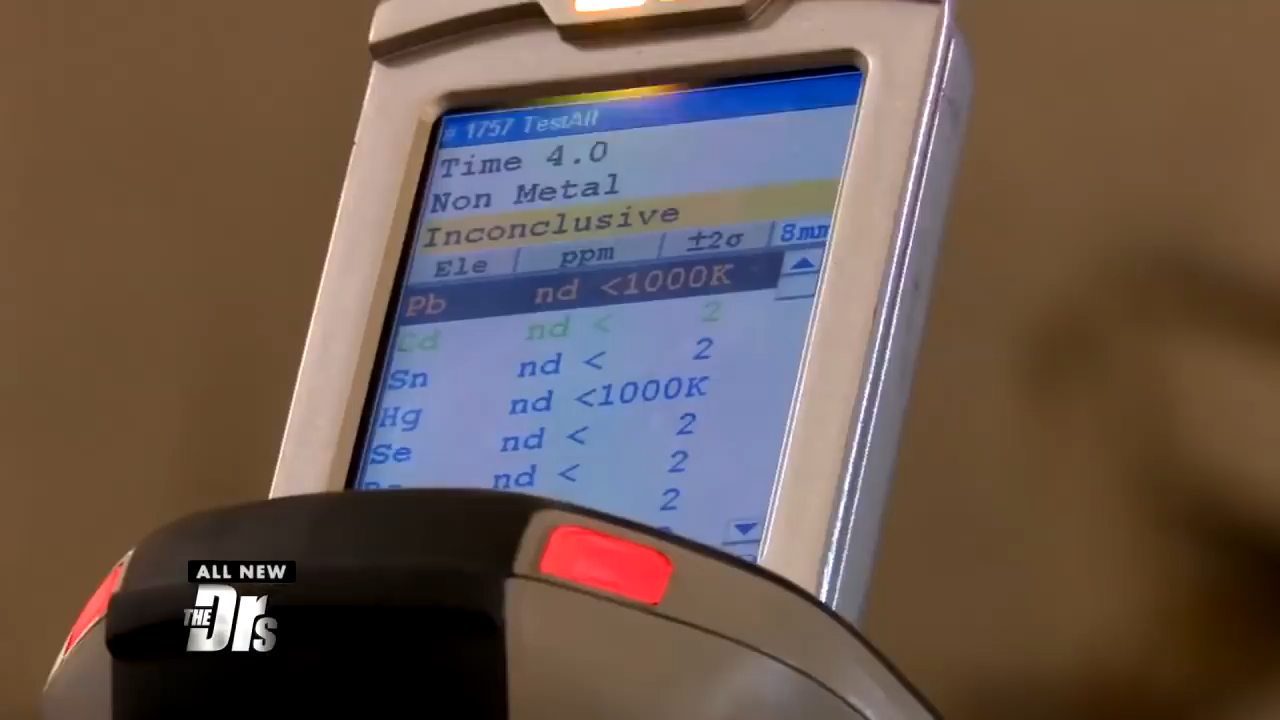 # 1757 TestAll
Time 4.0
Non Metal
Inconclusive
Ele ppm ±2σ 8mm
Pb nd <1000K
Cd nd < 2
Sn nd < 2
Hg nd <1000K
Se nd < 2
nd < 2
2
ALL NEW
THE Drs